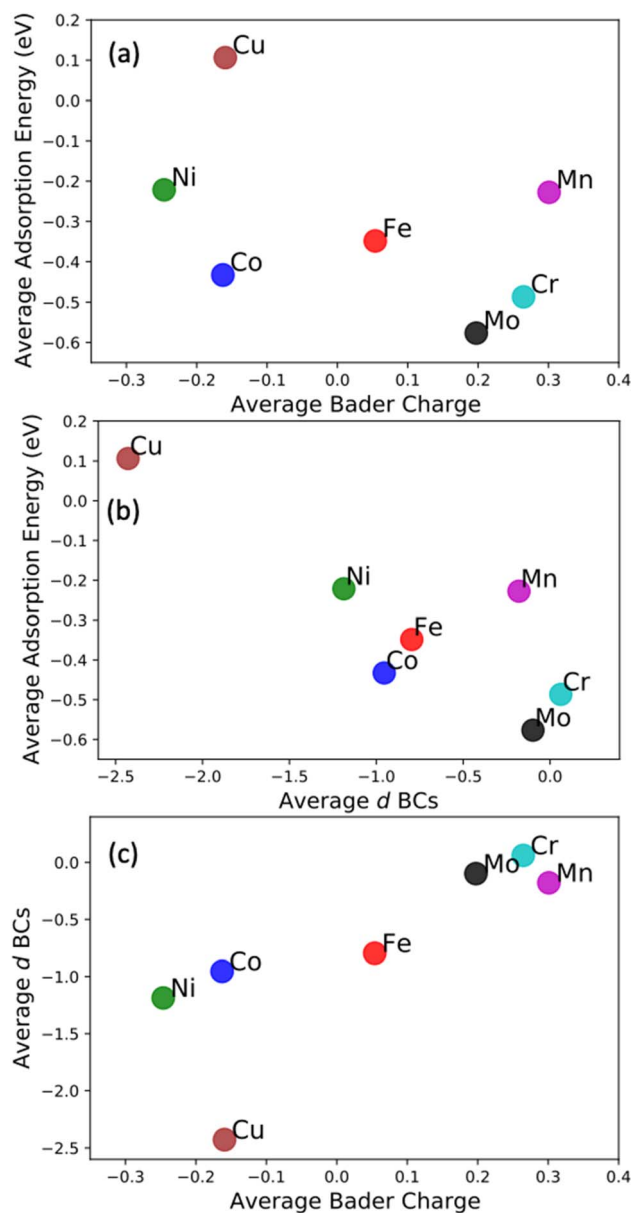 (a)
Average Adsorption Energy (eV)
0.2
0.1
0.0
−0.1
−0.2
−0.3
−0.4
−0.5
−0.6
Cu
Ni
Mn
Fe
Co
Cr
Mo
−0.3 −0.2 −0.1 0.0 0.1 0.2 0.3 0.4
Average Bader Charge
(b)
Average Adsorption Energy (eV)
0.2
0.1
0.0
−0.1
−0.2
−0.3
−0.4
−0.5
−0.6
Cu
Ni
Mn
Fe
Co
Cr
Mo
−2.5 −2.0 −1.5 −1.0 −0.5 0.0
Average d BCs
(c)
Average d BCs
0.0
−0.5
−1.0
−1.5
−2.0
−2.5
Cr
Mo
Mn
Fe
Co
Ni
Cu
−0.3 −0.2 −0.1 0.0 0.1 0.2 0.3 0.4
Average Bader Charge